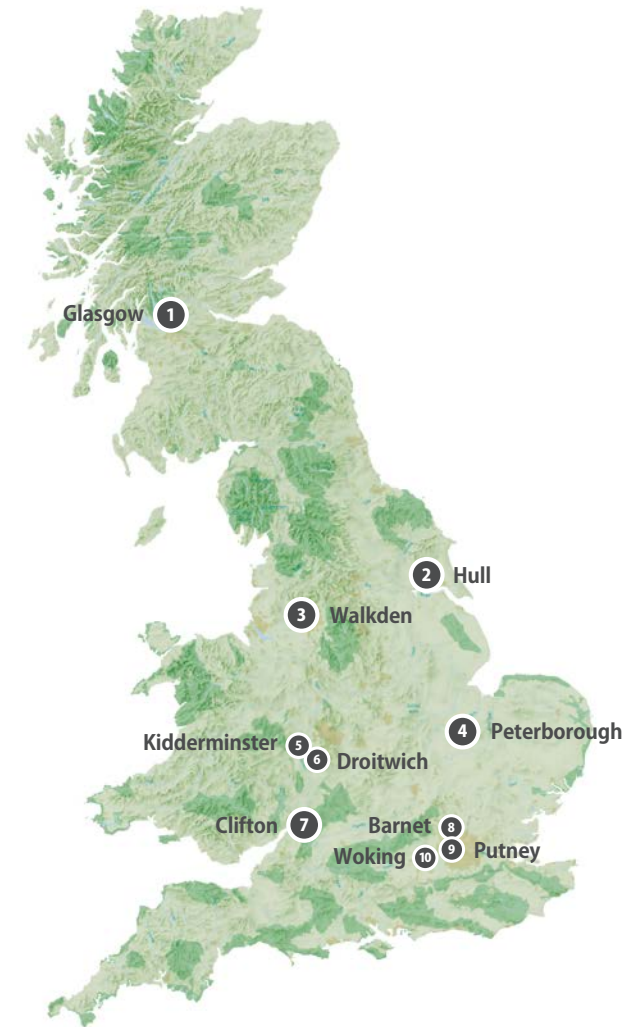 Glasgow 1
2 Hull
3 Walkden
4 Peterborough
Kidderminster 5
6 Droitwich
Clifton 7
Barnet 8
9 Putney
Woking 10